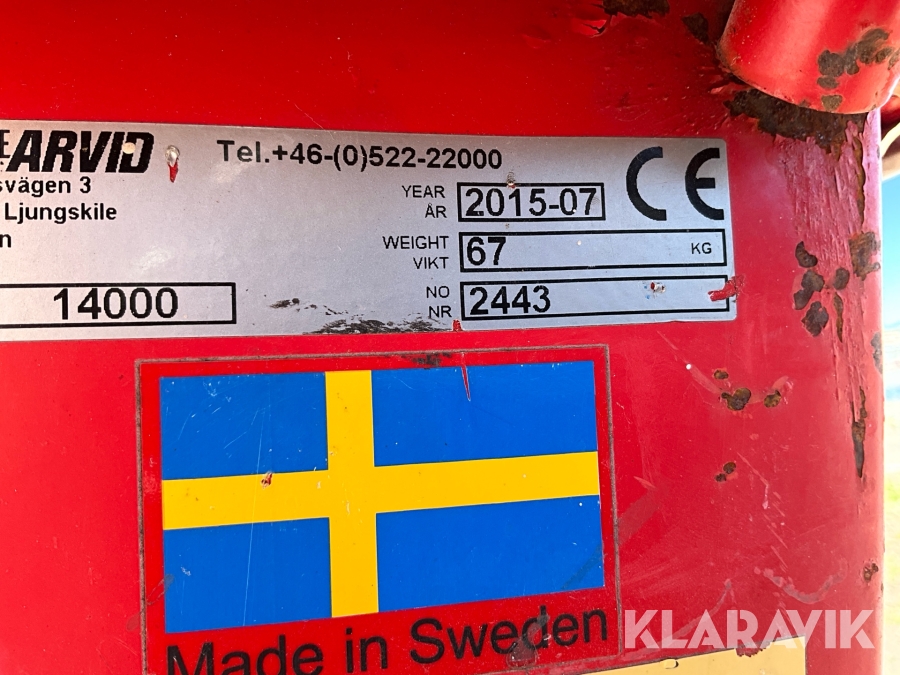 ARVID
Tel.+46-(0)522-22000
svägen 3
Ljungskile
n
YEAR
ÅR
2015-07
CE
WEIGHT
VIKT
67
KG
14000
NO
NR
2443
Made in Sweden
KLARAVIK